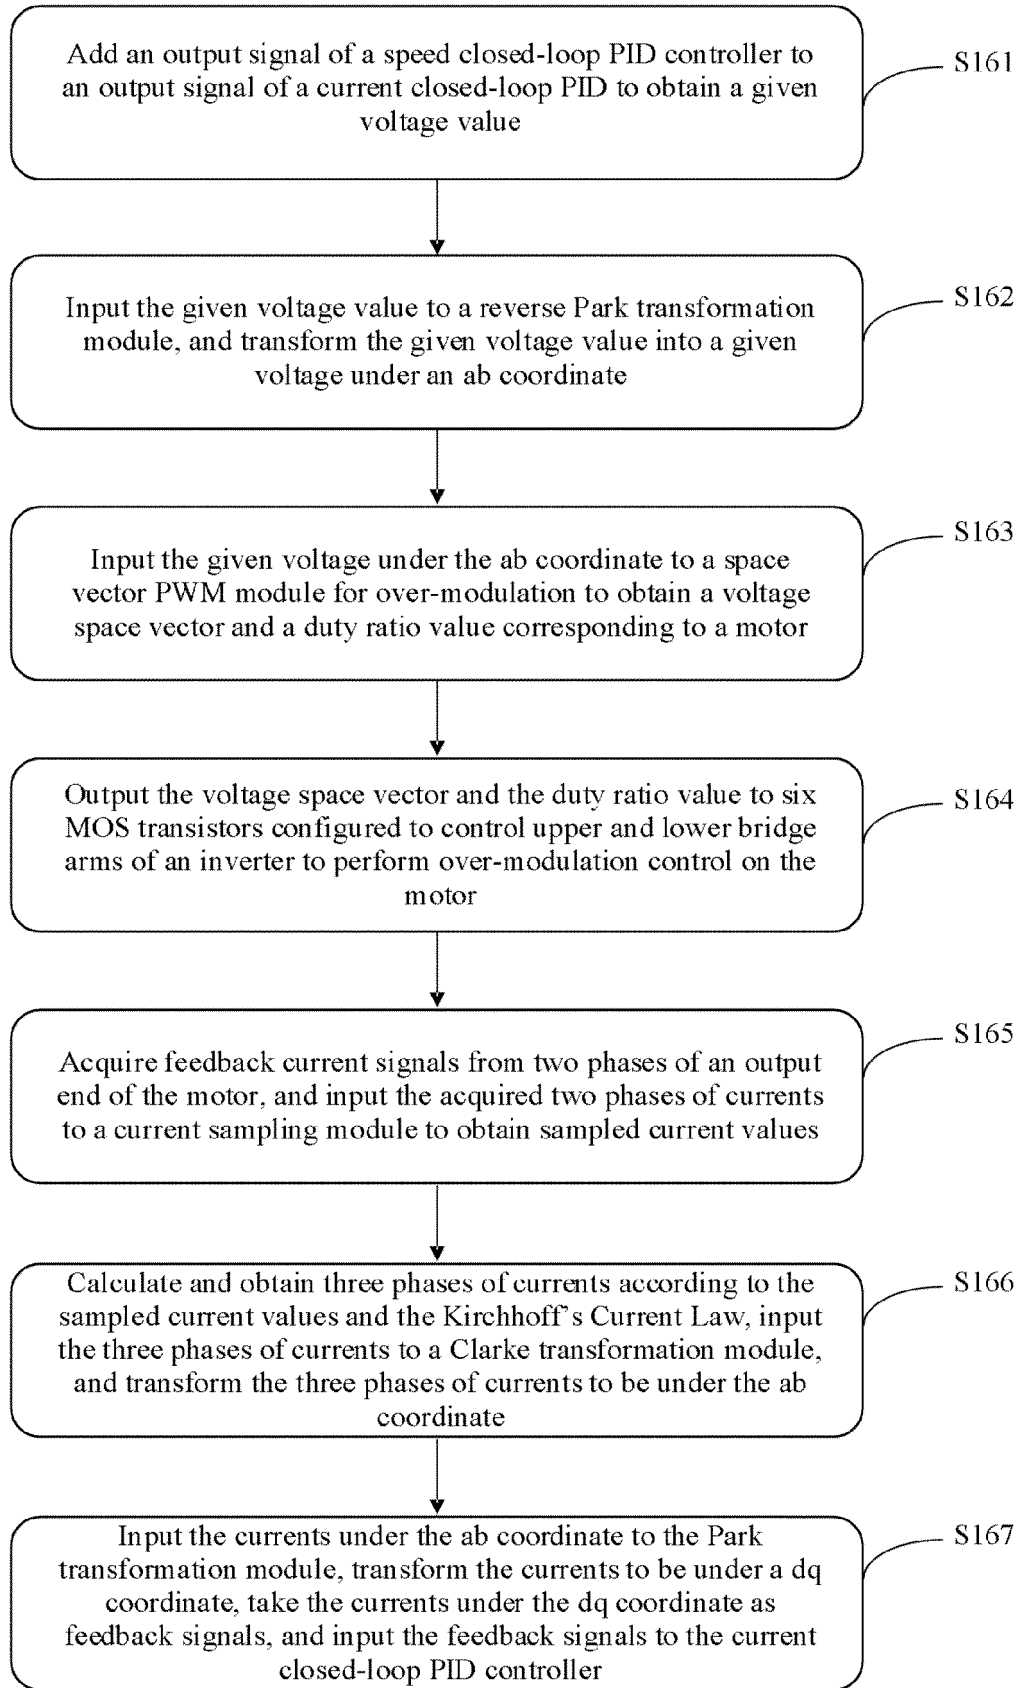 Add an output signal of a speed closed-loop PID controller to
an output signal of a current closed-loop PID to obtain a given
voltage value
S161
Input the given voltage value to a reverse Park transformation
module, and transform the given voltage value into a given
voltage under an ab coordinate
S162
Input the given voltage under the ab coordinate to a space
vector PWM module for over-modulation to obtain a voltage
space vector and a duty ratio value corresponding to a motor
S163
Output the voltage space vector and the duty ratio value to six
MOS transistors configured to control upper and lower bridge
arms of an inverter to perform over-modulation control on the
motor
S164
Acquire feedback current signals from two phases of an output
end of the motor, and input the acquired two phases of currents
to a current sampling module to obtain sampled current values
S165
Calculate and obtain three phases of currents according to the
sampled current values and the Kirchhoff's Current Law, input
the three phases of currents to a Clarke transformation module,
and transform the three phases of currents to be under the ab
coordinate
S166
Input the currents under the ab coordinate to the Park
transformation module, transform the currents to be under a dq
coordinate, take the currents under the dq coordinate as
feedback signals, and input the feedback signals to the current
closed-loop PID controller
S167